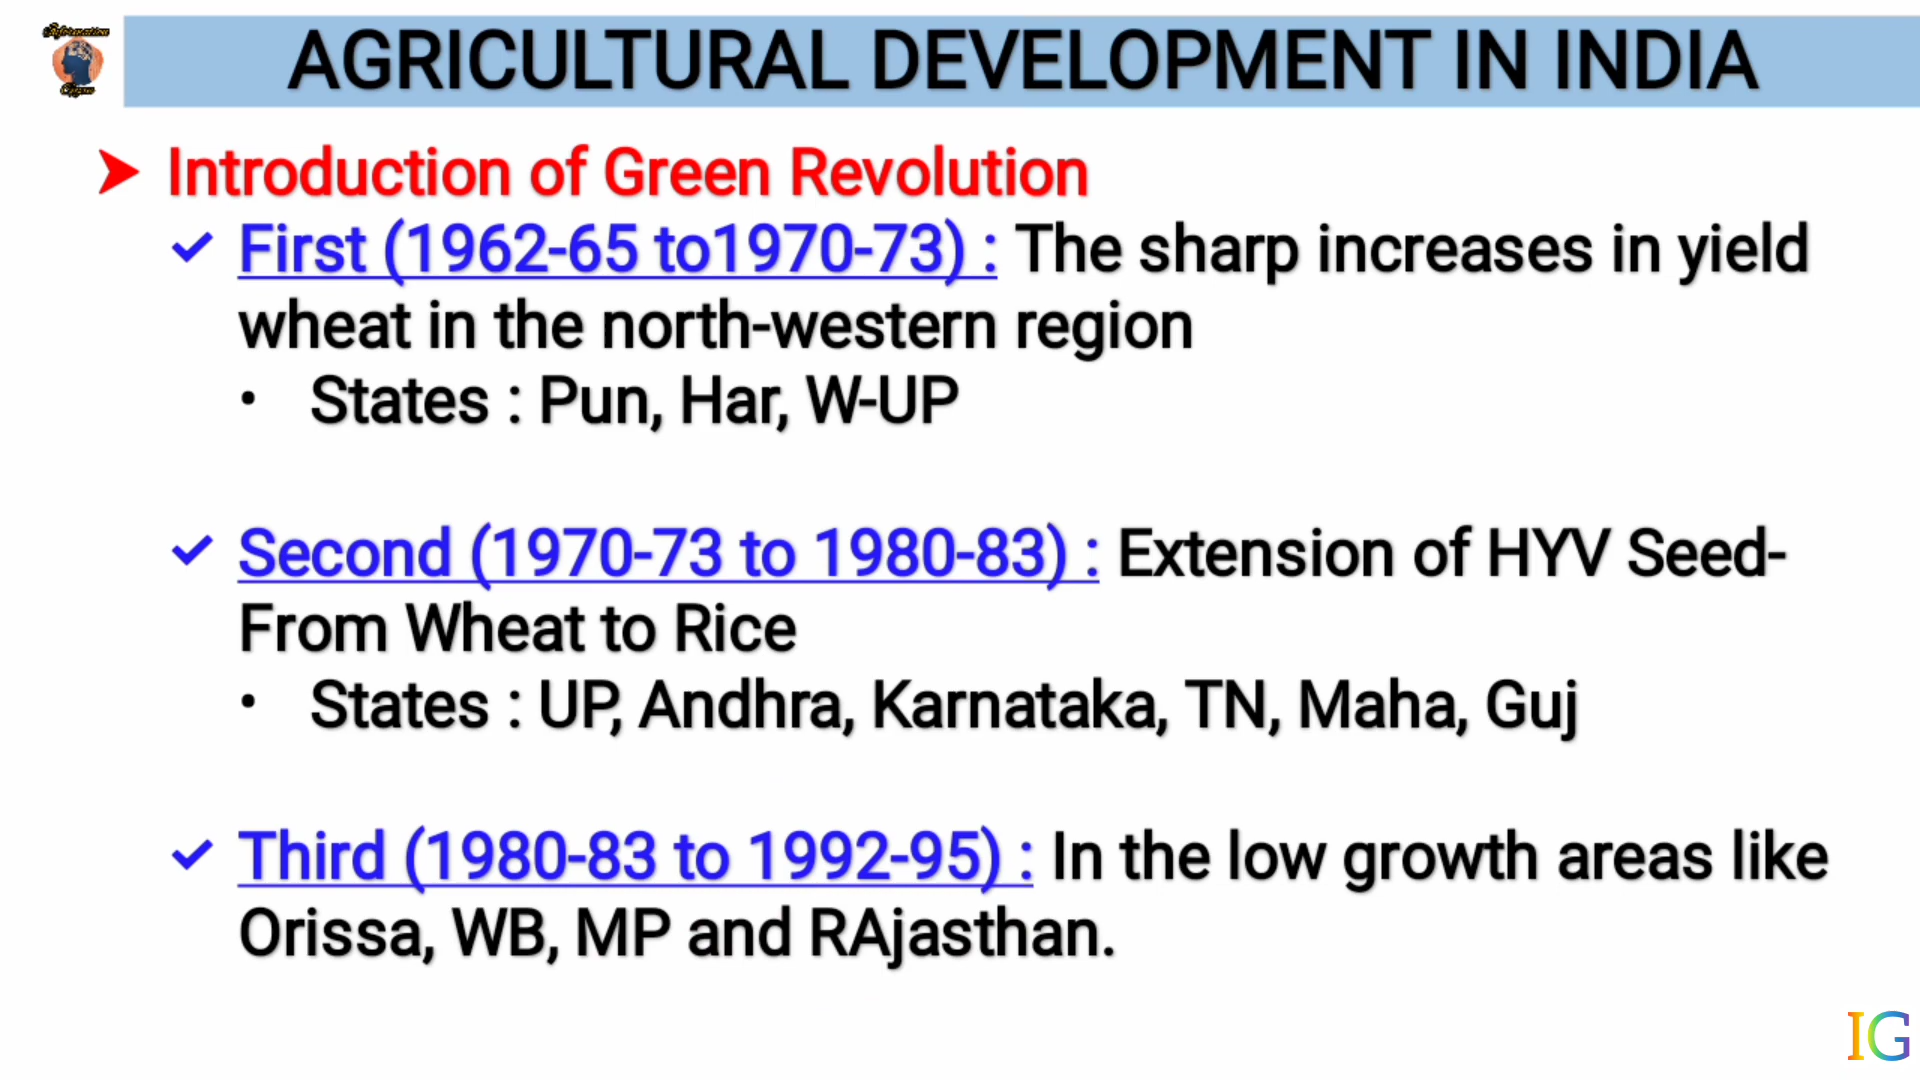 AGRICULTURAL DEVELOPMENT IN INDIA
➤ Introduction of Green Revolution
✓ First (1962-65 to1970-73) : The sharp increases in yield
wheat in the north-western region
• States : Pun, Har, W-UP
✓ Second (1970-73 to 1980-83) : Extension of HYV Seed-
From Wheat to Rice
• States : UP, Andhra, Karnataka, TN, Maha, Guj
✓ Third (1980-83 to 1992-95) : In the low growth areas like
Orissa, WB, MP and RAjasthan.
IG